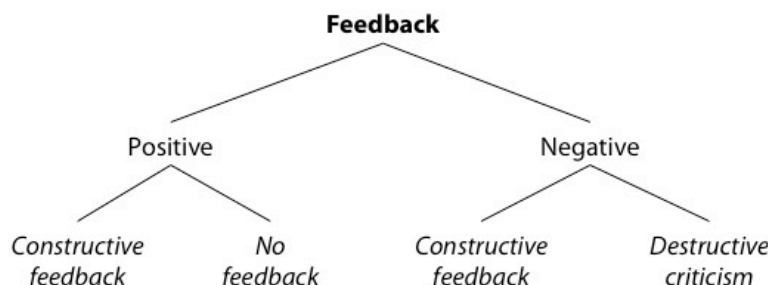 Feedback
Positive Negative
Constructive feedback
No feedback
Constructive feedback
Destructive criticism